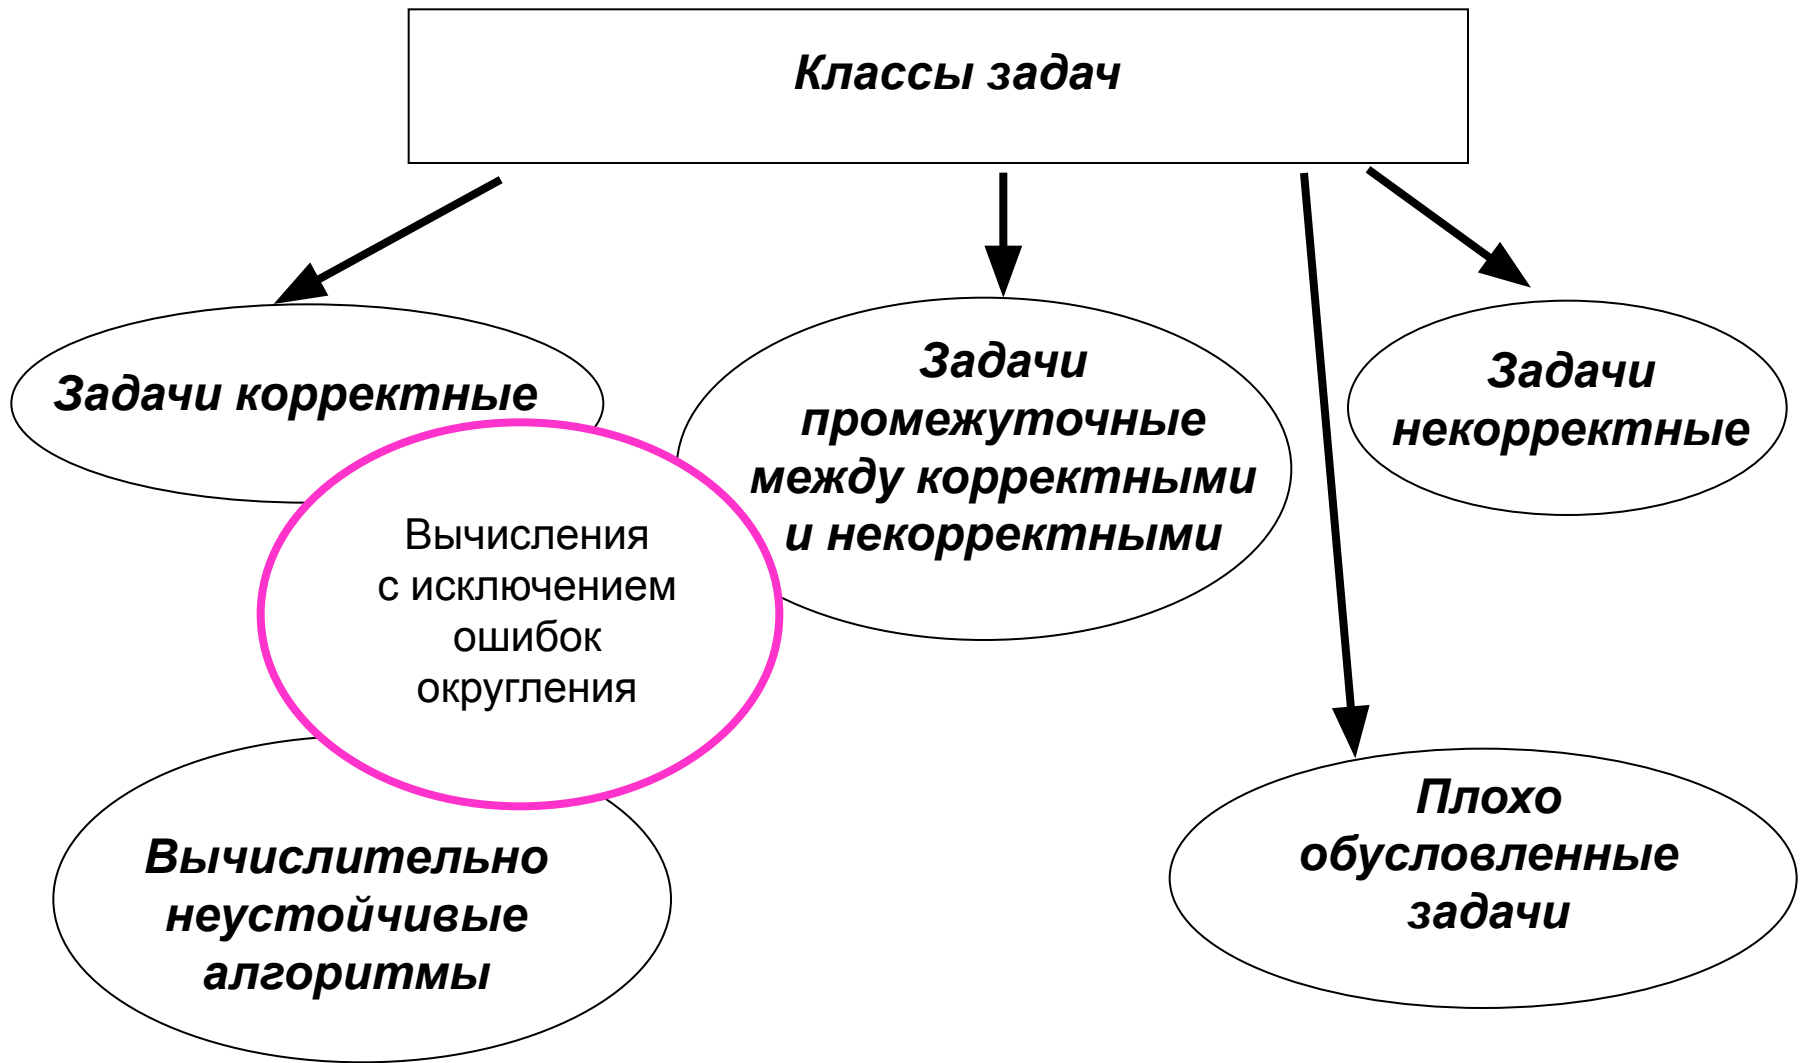 Классы задач
Задачи корректные
Задачи
промежуточные
между корректными
и некорректными
Задачи
некорректные
Вычисления
с исключением
ошибок
округления
Вычислительно
неустойчивые
алгоритмы
Плохо
обусловленные
задачи